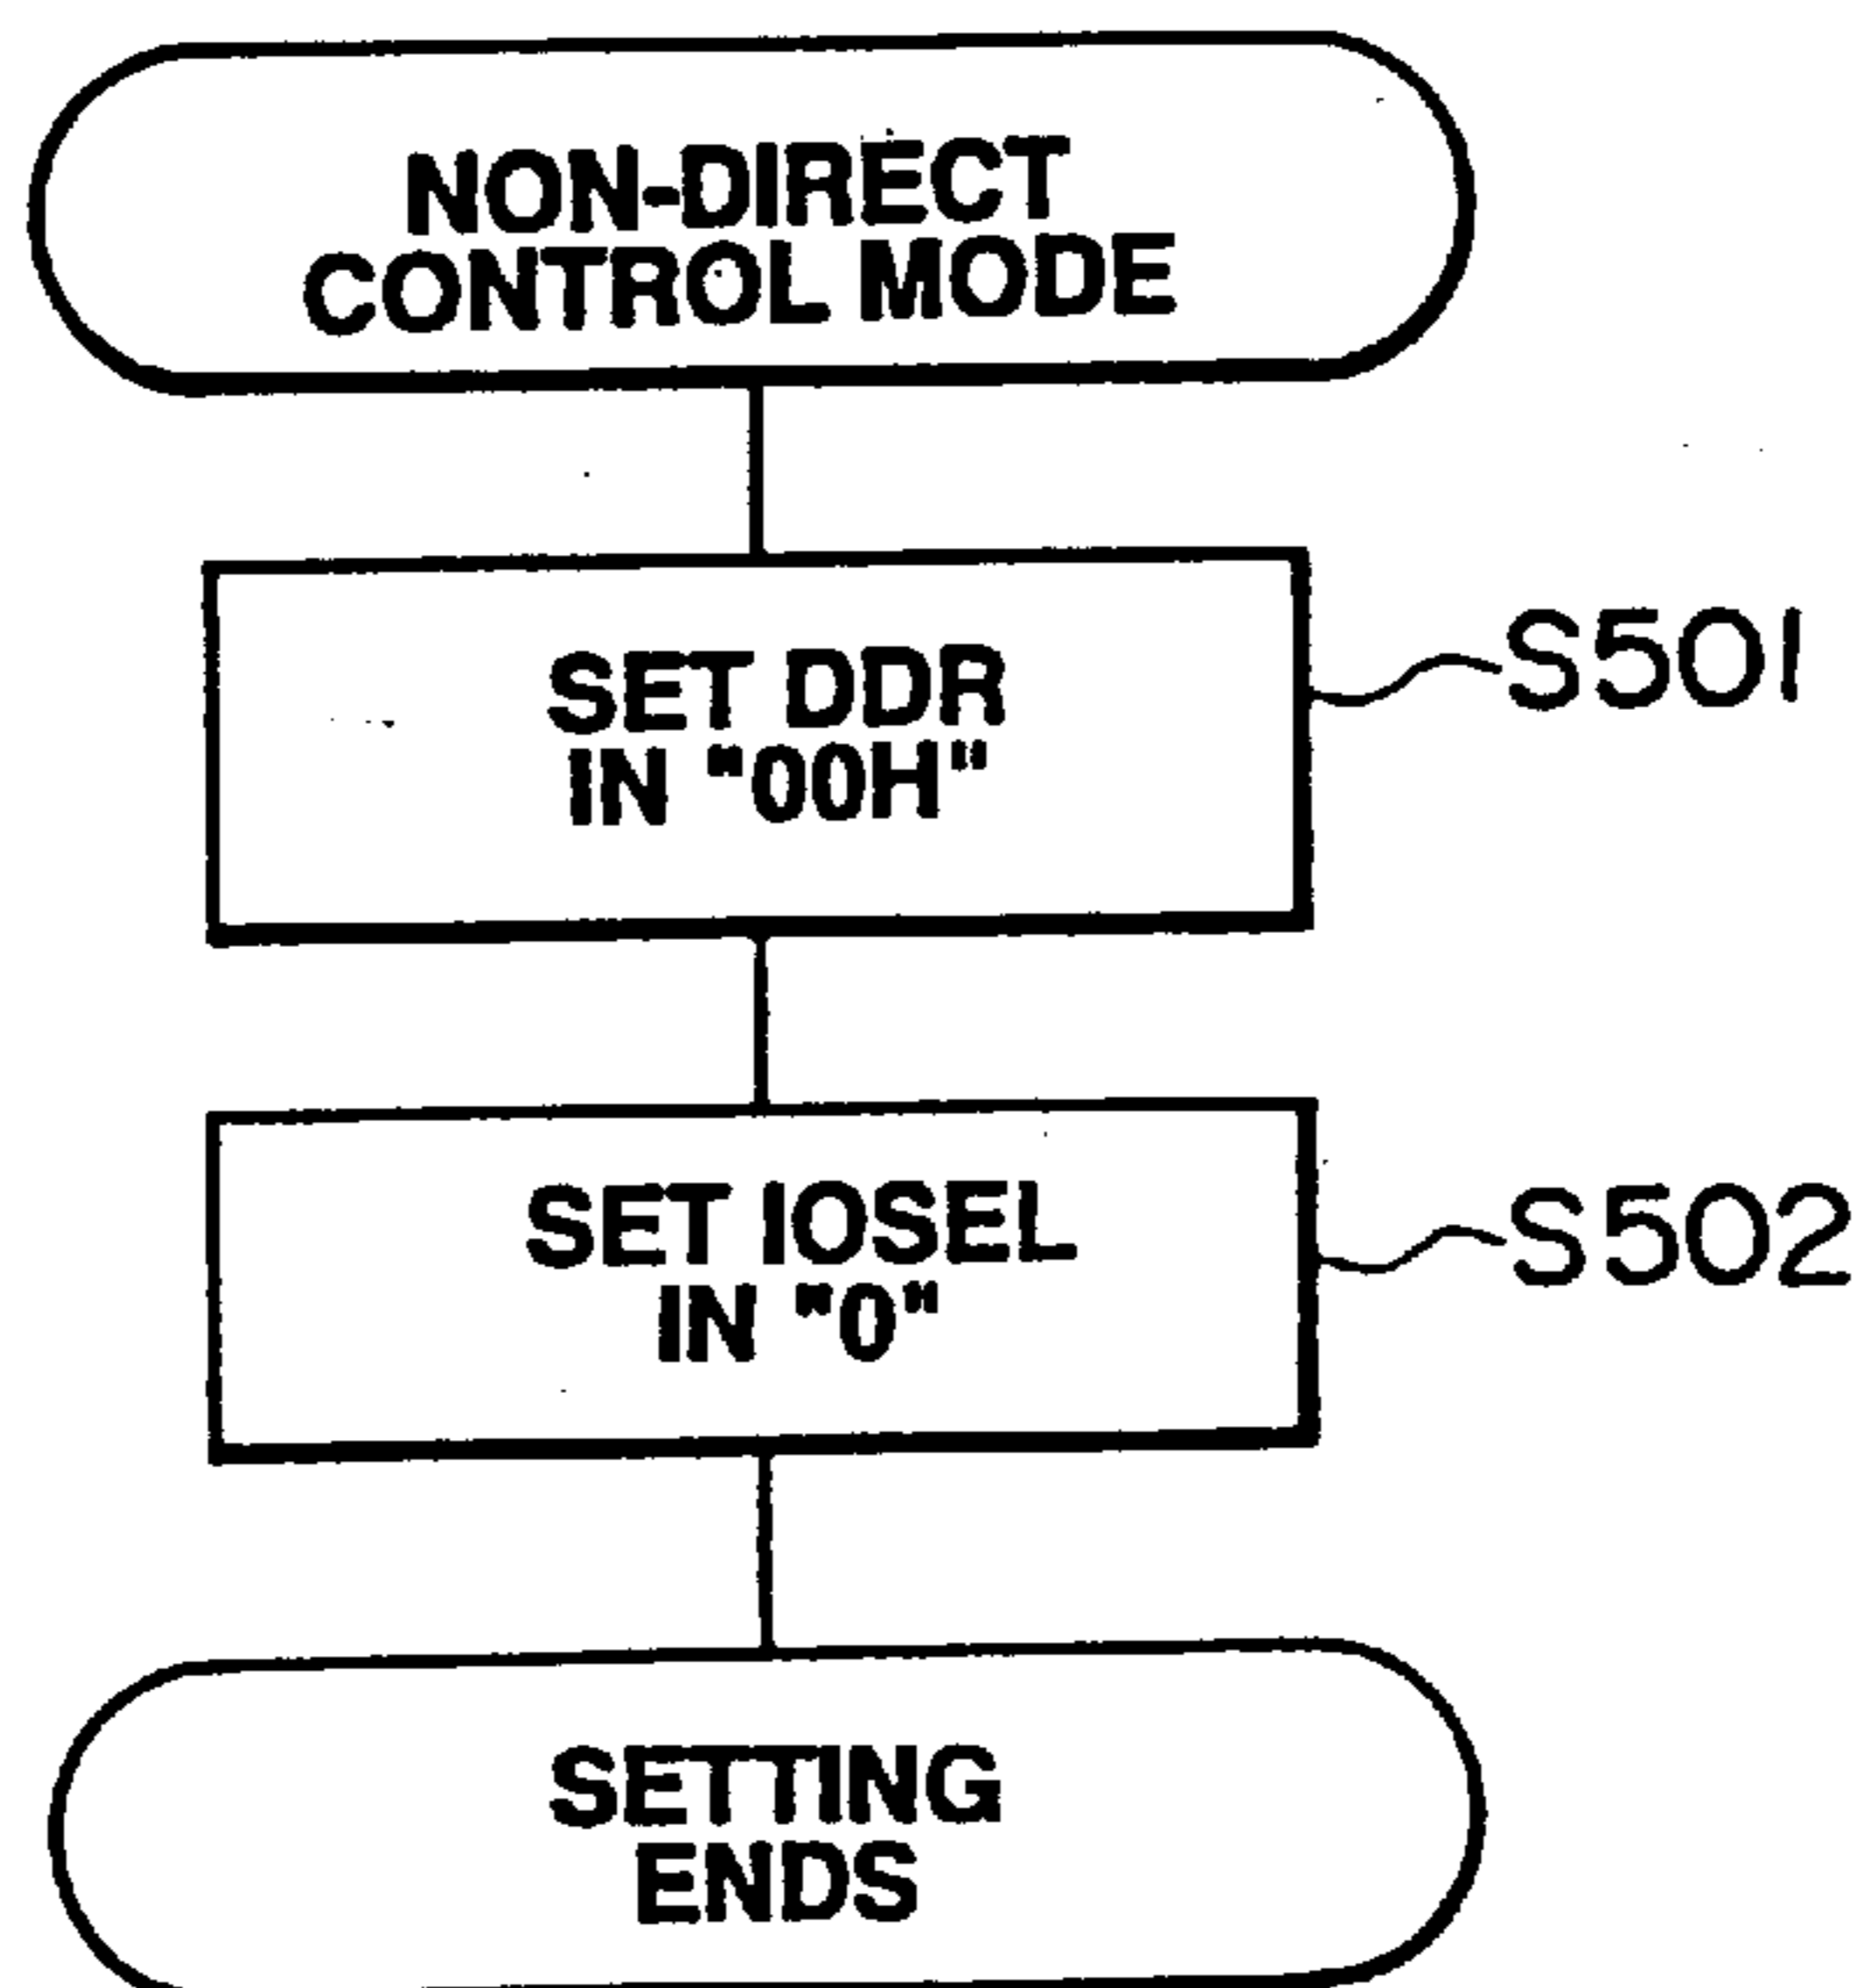 NON-DIRECT
CONTROL MODE
SET DDR
IN "00H"
S501
SET IOSEL
IN "0"
S502
SETTING
ENDS